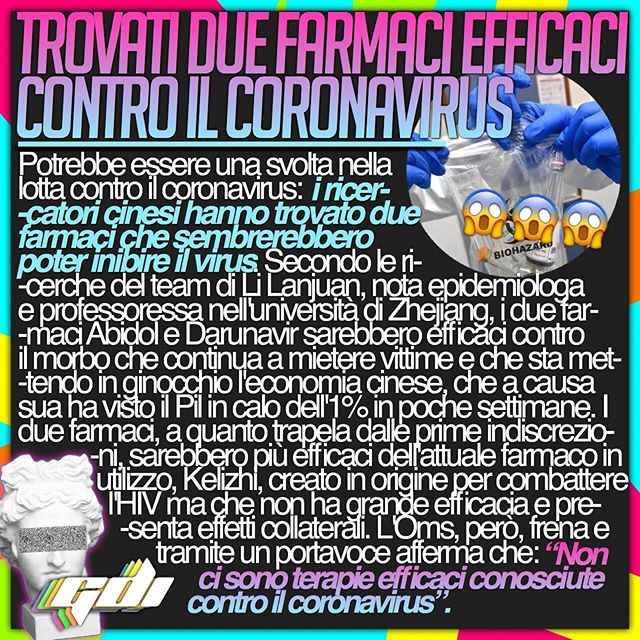 TROVATI DUE FARMACI EFFICACI
CONTRO IL CORONAVIRUS
Potrebbe essere una svolta nella
lotta contro il coronavirus: i ricer-
-catori cinesi hanno trovato due
farmaci che sembrerebbero
poter inibire il virus. Secondo le ri-
-cerche del team di Li Lanjuan, nota epidemiologa
e professoressa nell'università di Zhejiang, i due far-
-maci Abidol e Darunavir sarebbero efficaci contro
il morbo che continua a mietere vittime e che sta met-
-tendo in ginocchio l'economia cinese, che a causa
sua ha visto il Pil in calo dell'1% in poche settimane. I
due farmaci, a quanto trapela dalle prime indiscrezio-
-ni, sarebbero più efficaci dell'attuale farmaco in
utilizzo, Kelizhi, creato in origine per combattere
l'HIV ma che non ha grande efficacia e pre-
-senta effetti collaterali. L'Oms, però, frena e
tramite un portavoce afferma che: “Non
ci sono terapie efficaci conosciute
contro il coronavirus”.
BIOHAZARD
GDI